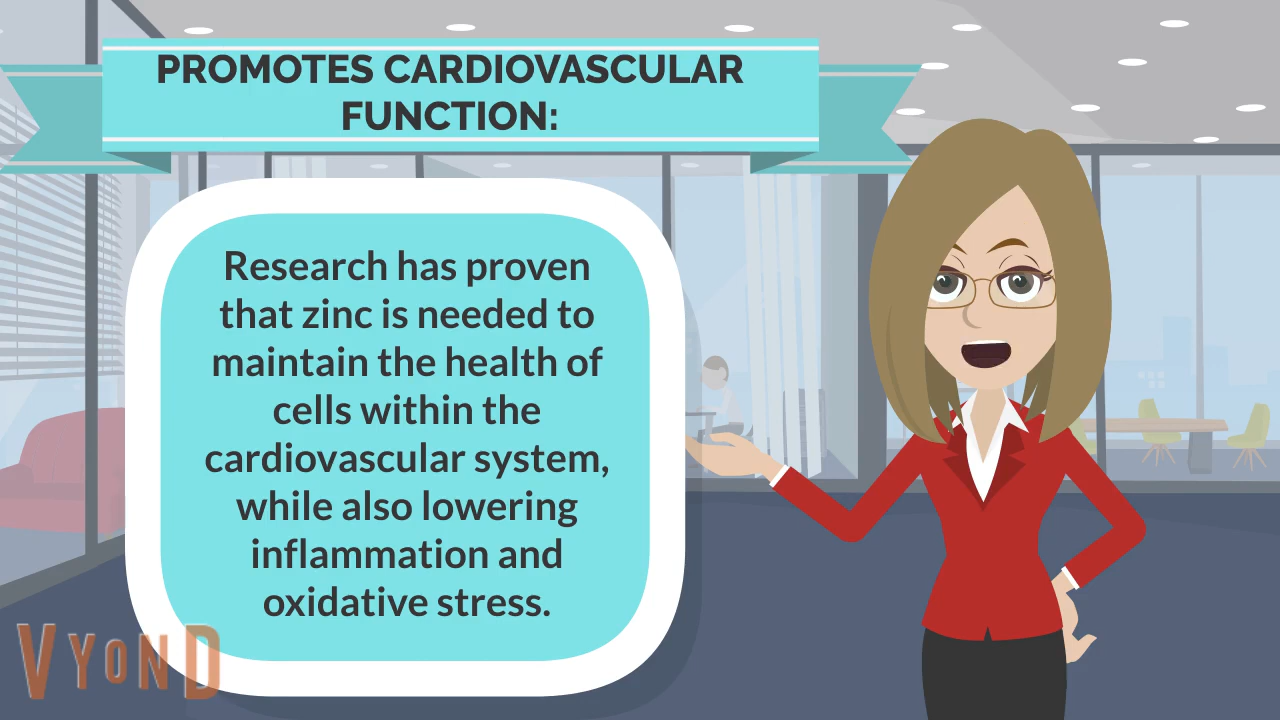 PROMOTES CARDIOVASCULAR
FUNCTION:
Research has proven
that zinc is needed to
maintain the health of
cells within the
cardiovascular system,
while also lowering
inflammation and
oxidative stress.
VYOND